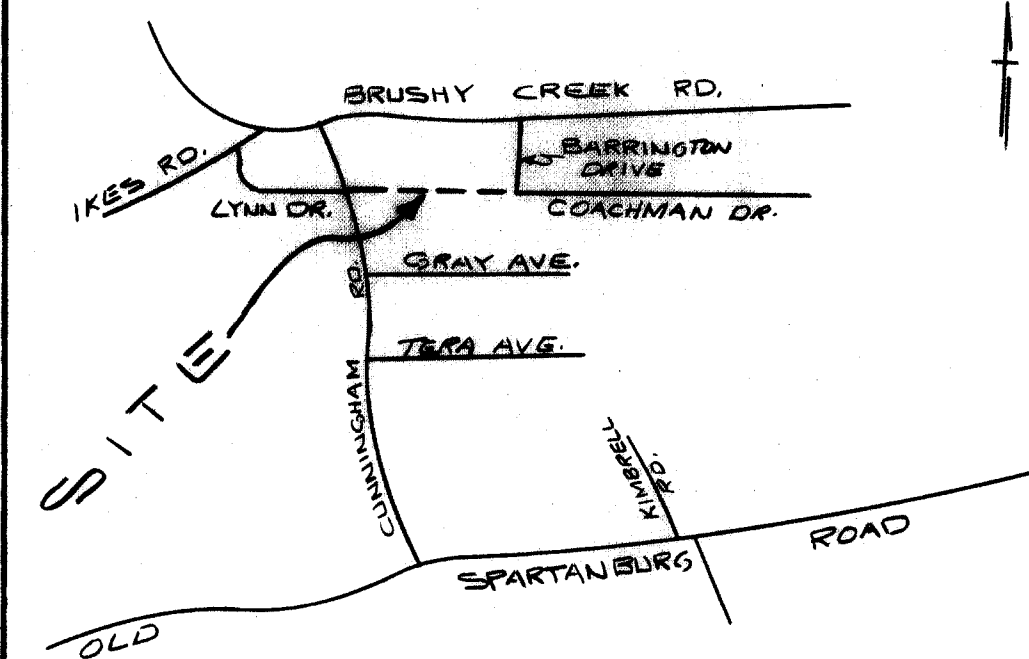 BRUSHY CREEK RD.
IKES RD.
BARRINGTON
DRIVE
LYNN DR.
COACHMAN DR.
GRAY AVE.
TERA AVE.
CUNNINGHAM RD.
SITE
KIMBRELL
RD.
OLD SPARTANBURG ROAD